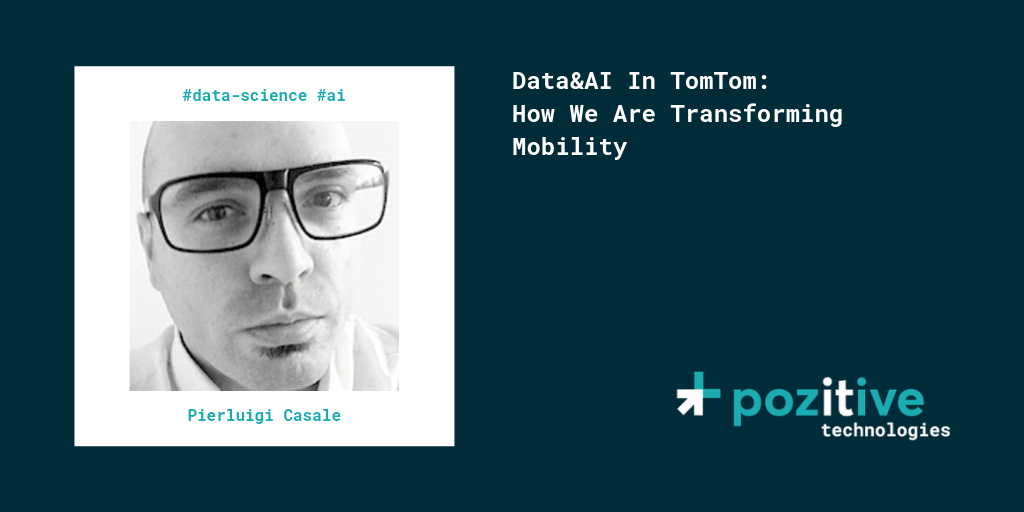 #data-science #ai
Pierluigi Casale
Data&AI In TomTom:
How We Are Transforming
Mobility
pozitive
technologies